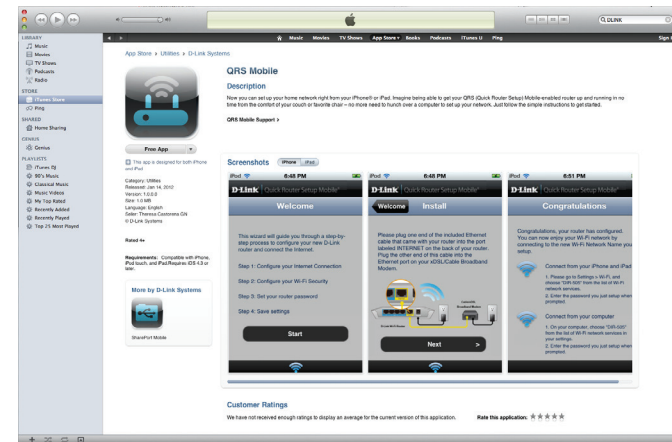 DLINK
LIBRARY
Music
Movies
TV Shows
Podcasts
Radio
STORE
iTunes Store
Ping
SHARED
Home Sharing
GENIUS
Genius
PLAYLISTS
iTunes DJ
90's Music
Classical Music
Music Videos
My Top Rated
Recently Added
Recently Played
Top 25 Most Played
Music Movies TV Shows App Store Books Podcasts iTunes U Ping
Sign I
App Store > Utilities > D-Link Systems
Free App
This app is designed for both iPhone
and iPad
Category: Utilities
Released: Jan 14, 2012
Version: 1.0.0.0
Size: 1.0 MB
Language: English
Seller: Theresa Castorena GN
© D-Link Systems
Rated 4+
Requirements: Compatible with iPhone,
iPod touch, and iPad.Requires iOS 4.3 or
later.
More by D-Link Systems
SharePort Mobile
QRS Mobile
Description
Now you can set up your home network right from your iPhone® or iPad. Imagine being able to get your QRS (Quick Router Setup) Mobile-enabled router up and running in no
time from the comfort of your couch or favorite chair – no more need to hunch over a computer to set up your network. Just follow the simple instructions to get started.
QRS Mobile Support >
Screenshots iPhone iPad
iPod 6:48 PM
D-Link Quick Router Setup Mobile
Welcome
This wizard will guide you through a step-by-
step process to configure your new D-Link
router and connect the Internet.
Step 1: Configure your Internet Connection
Step 2: Configure your Wi-Fi Security
Step 3: Set your router password
Step 4: Save settings
Start
iPod 6:48 PM
D-Link Quick Router Setup Mobile
Welcome Install
Please plug one end of the included Ethernet
cable that came with your router into the port
labeled INTERNET on the back of your router.
Plug the other end of this cable into the
Ethernet port on your xDSL/Cable Broadband
Modem.
Next >
iPod 6:51 PM
D-Link Quick Router Setup Mobile
Congratulations
Congratulations, your router has configured.
You can now enjoy your Wi-Fi network by
connecting to the new Wi-Fi Network Name you
setup.
Connect from your iPhone and iPad
1. Please go to Settings > Wi-Fi, and
choose "DIR-505" from the list of Wi-Fi
network services.
2. Enter the password you just setup when
prompted.
Connect from your computer
1. On your computer, choose "DIR-505"
from the list of Wi-Fi network services in
your settings.
2. Enter the password you just setup when
prompted.
Customer Ratings
We have not received enough ratings to display an average for the current version of this application.
Rate this application: